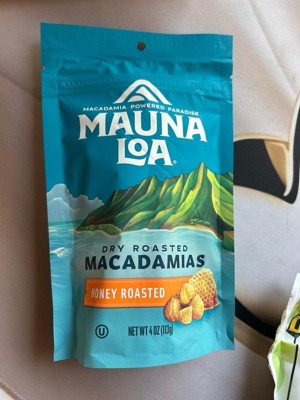 MACADAMIA POWERED PARADISE
MAUNA
LOA®
DRY ROASTED
MACADAMIAS
HONEY ROASTED
U
NET WT 4 OZ (113g)